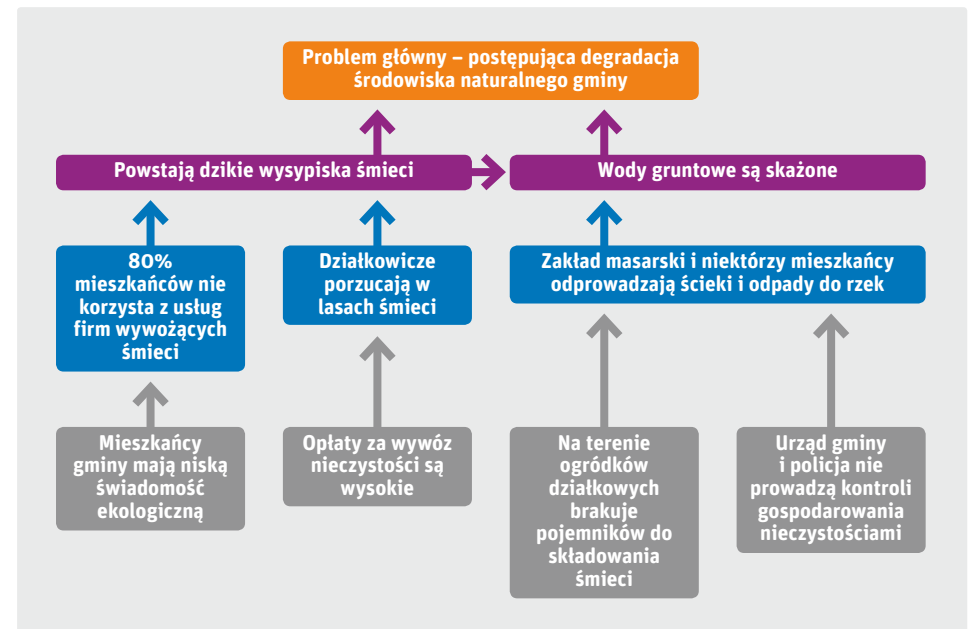 Problem główny – postępująca degradacja
środowiska naturalnego gminy
Powstają dzikie wysypiska śmieci
Wody gruntowe są skażone
80%
mieszkańców nie
korzysta z usług
firm wywożących
śmieci
Działkowicze
porzucają w
lasach śmieci
Zakład masarski i niektórzy mieszkańcy
odprowadzają ścieki i odpady do rzek
Mieszkańcy
gminy mają niską
świadomość
ekologiczną
Opłaty za wywóz
nieczystości są
wysokie
Na terenie
ogródków
działkowych
brakuje
pojemników do
składowania
śmieci
Urząd gminy
i policja nie
prowadzą kontroli
gospodarowania
nieczystościami